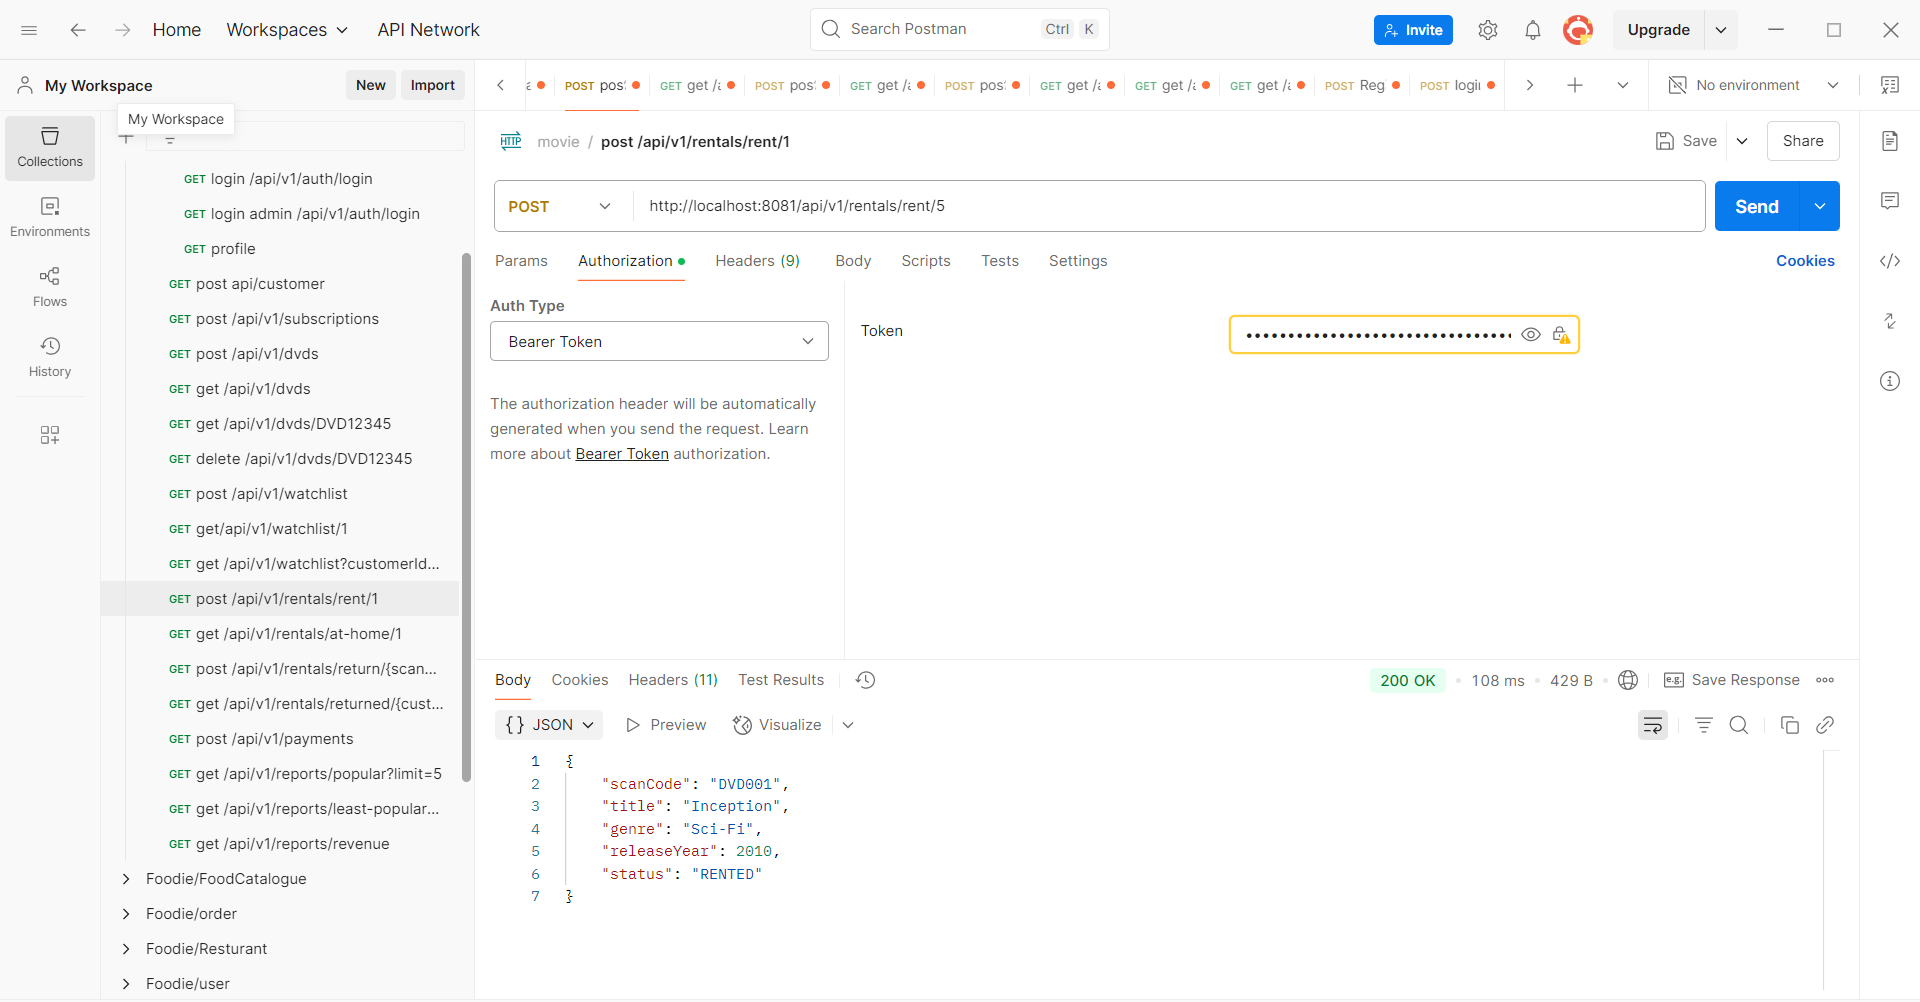 Home Workspaces API Network Search Postman Ctrl K Invite Upgrade
My Workspace New Import
POST pos GET get / POST pos GET get / POST pos GET get / GET get / GET get / POST Reg POST logi No environment
My Workspace
Collections
Environments
Flows
History
GET login /api/v1/auth/login
GET login admin /api/v1/auth/login
GET profile
GET post api/customer
GET post /api/v1/subscriptions
GET post /api/v1/dvds
GET get /api/v1/dvds
GET get /api/v1/dvds/DVD12345
GET delete /api/v1/dvds/DVD12345
GET post /api/v1/watchlist
GET get/api/v1/watchlist/1
GET get /api/v1/watchlist?customerId...
GET post /api/v1/rentals/rent/1
GET get /api/v1/rentals/at-home/1
GET post /api/v1/rentals/return/{scan...
GET get /api/v1/rentals/returned/{cust...
GET post /api/v1/payments
GET get /api/v1/reports/popular?limit=5
GET get /api/v1/reports/least-popular...
GET get /api/v1/reports/revenue
Foodie/FoodCatalogue
Foodie/order
Foodie/Resturant
Foodie/user
HTTP movie / post /api/v1/rentals/rent/1 Save Share
POST http://localhost:8081/api/v1/rentals/rent/5 Send
Params Authorization Headers (9) Body Scripts Tests Settings Cookies
Auth Type
Bearer Token
The authorization header will be automatically
generated when you send the request. Learn
more about Bearer Token authorization.
Token
Body Cookies Headers (11) Test Results 200 OK 108 ms 429 B e.g. Save Response
{} JSON Preview Visualize
1 {
2 "scanCode": "DVD001",
3 "title": "Inception",
4 "genre": "Sci-Fi",
5 "releaseYear": 2010,
6 "status": "RENTED"
7 }